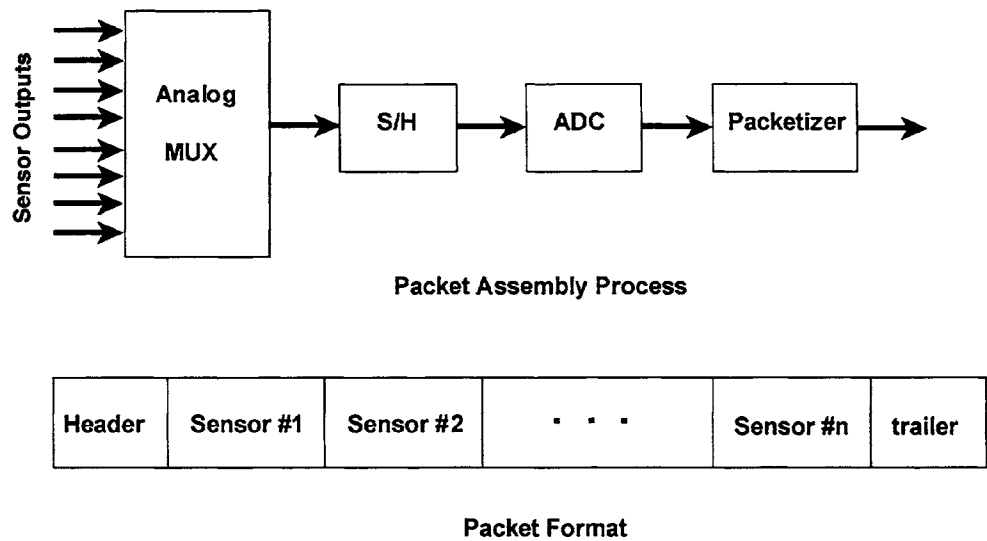 Sensor Outputs
Analog
MUX
S/H
ADC
Packetizer
Packet Assembly Process
Header
Sensor #1
Sensor #2
. . .
Sensor #n
trailer
Packet Format